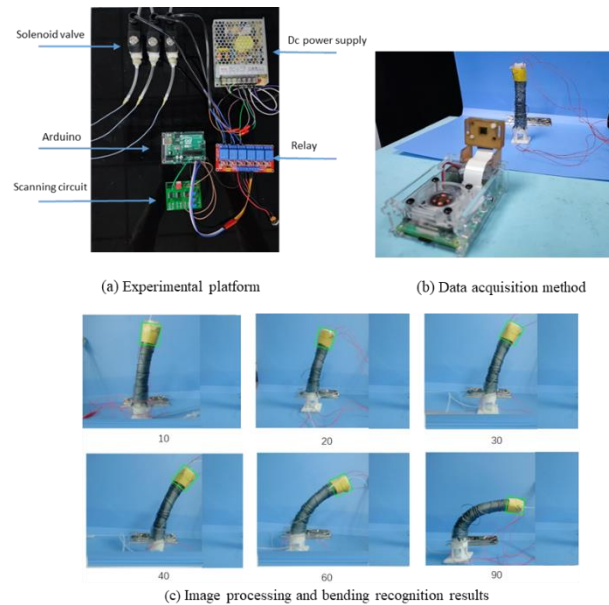 Solenoid valve
Dc power supply
Arduino
Relay
Scanning circuit
(a) Experimental platform
(b) Data acquisition method
10
20
30
40
60
90
(c) Image processing and bending recognition results